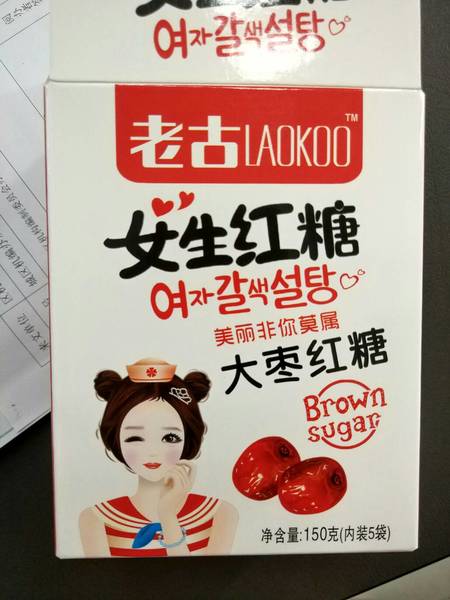 여자갈색설탕
老古LAOKOO™
女生红糖
여자갈색설탕
美丽非你莫属
大枣红糖
Brown
sugar
净含量:150克(内装5袋)